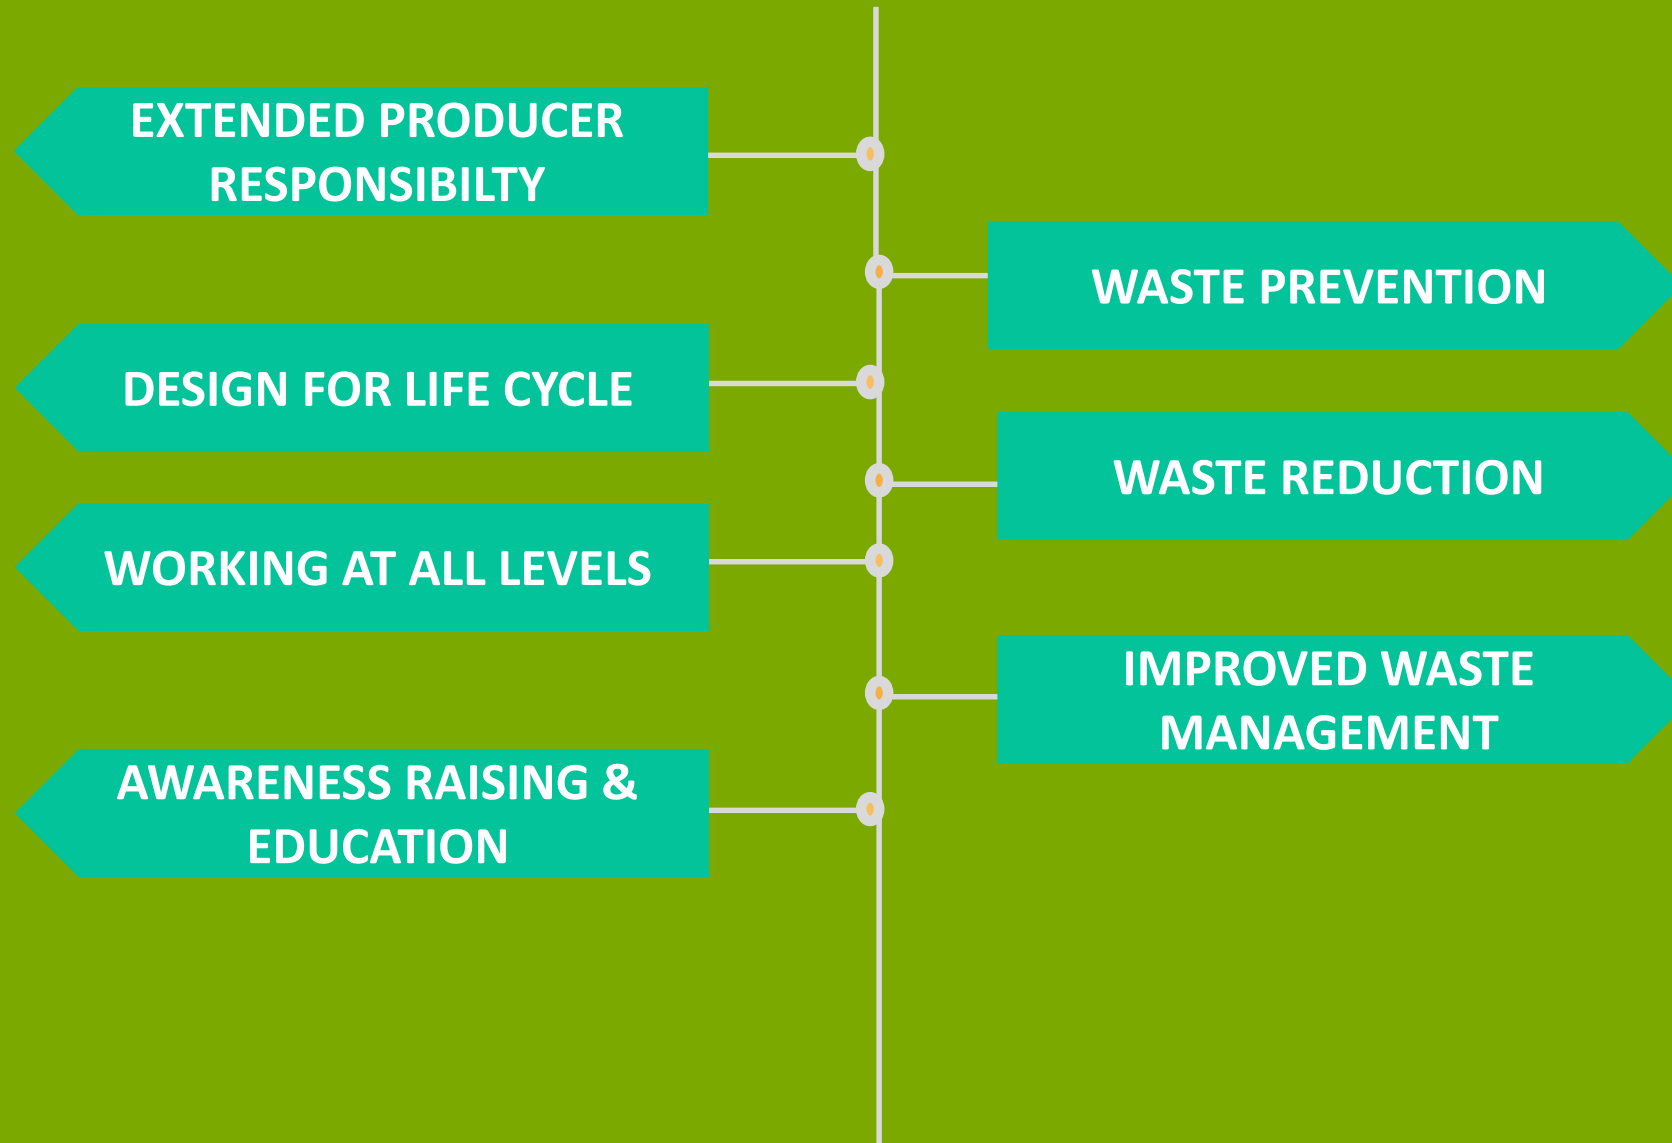 EXTENDED PRODUCER
RESPONSIBILTY
WASTE PREVENTION
DESIGN FOR LIFE CYCLE
WASTE REDUCTION
WORKING AT ALL LEVELS
IMPROVED WASTE
MANAGEMENT
AWARENESS RAISING &
EDUCATION